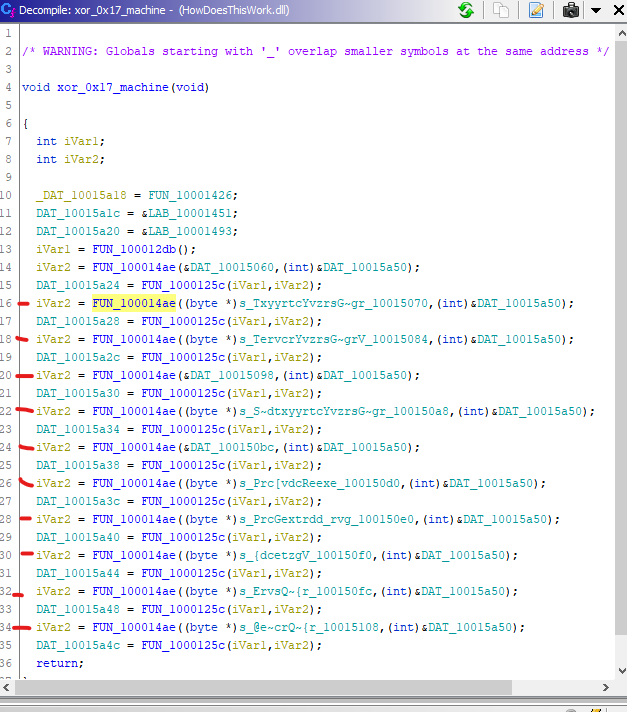 Decompile: xor_0x17_machine - (HowDoesThisWork.dll)
1
2 /* WARNING: Globals starting with '_' overlap smaller symbols at the same address */
3
4 void xor_0x17_machine(void)
5
6 {
7 int iVar1;
8 int iVar2;
9
10 _DAT_10015a18 = FUN_10001426;
11 DAT_10015a1c = &LAB_10001451;
12 DAT_10015a20 = &LAB_10001493;
13 iVar1 = FUN_100012db();
14 iVar2 = FUN_100014ae(&DAT_10015060,(int)&DAT_10015a50);
15 DAT_10015a24 = FUN_1000125c(iVar1,iVar2);
16 iVar2 = FUN_100014ae((byte *)s_TxyyrtcYvzrsG~gr_10015070,(int)&DAT_10015a50);
17 DAT_10015a28 = FUN_1000125c(iVar1,iVar2);
18 iVar2 = FUN_100014ae((byte *)s_TervcrYvzrsG~grV_10015084,(int)&DAT_10015a50);
19 DAT_10015a2c = FUN_1000125c(iVar1,iVar2);
20 iVar2 = FUN_100014ae(&DAT_10015098,(int)&DAT_10015a50);
21 DAT_10015a30 = FUN_1000125c(iVar1,iVar2);
22 iVar2 = FUN_100014ae((byte *)s_S~dtxyyrtcYvzrsG~gr_100150a8,(int)&DAT_10015a50);
23 DAT_10015a34 = FUN_1000125c(iVar1,iVar2);
24 iVar2 = FUN_100014ae(&DAT_100150bc,(int)&DAT_10015a50);
25 DAT_10015a38 = FUN_1000125c(iVar1,iVar2);
26 iVar2 = FUN_100014ae((byte *)s_Prc[vdcReexe_100150d0,(int)&DAT_10015a50);
27 DAT_10015a3c = FUN_1000125c(iVar1,iVar2);
28 iVar2 = FUN_100014ae((byte *)s_PrcGextrdd_rvg_100150e0,(int)&DAT_10015a50);
29 DAT_10015a40 = FUN_1000125c(iVar1,iVar2);
30 iVar2 = FUN_100014ae((byte *)s_{dcetzgV_100150f0,(int)&DAT_10015a50);
31 DAT_10015a44 = FUN_1000125c(iVar1,iVar2);
32 iVar2 = FUN_100014ae((byte *)s_ErvsQ~{r_100150fc,(int)&DAT_10015a50);
33 DAT_10015a48 = FUN_1000125c(iVar1,iVar2);
34 iVar2 = FUN_100014ae((byte *)s_@e~crQ~{r_10015108,(int)&DAT_10015a50);
35 DAT_10015a4c = FUN_1000125c(iVar1,iVar2);
36 return;